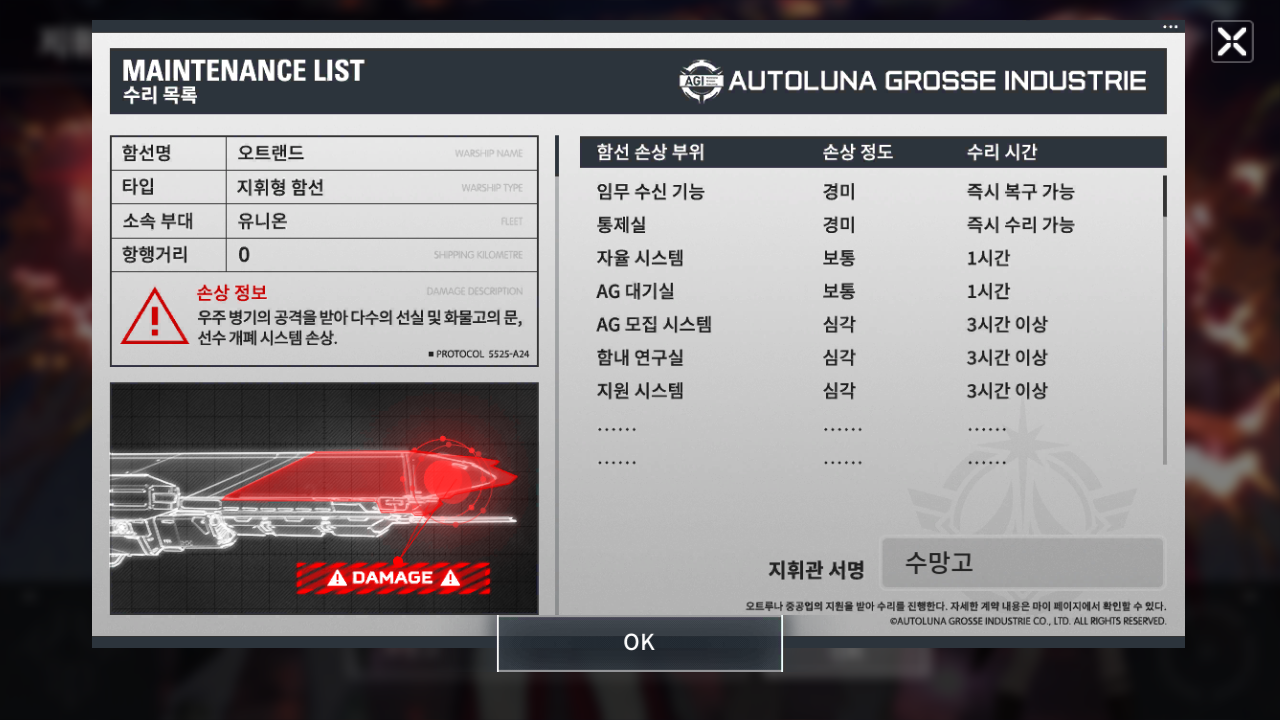 MAINTENANCE LIST
수리 목록
AGI AUTOLUNA GROSSE INDUSTRIE
함선명 오트랜드 WARSHIP NAME
타입 지휘형 함선 WARSHIP TYPE
소속 부대 유니온 FLEET
항행거리 0 SHIPPING KILOMETRE
손상 정보 DAMAGE DESCRIPTION
우주 병기의 공격을 받아 다수의 선실 및 화물고의 문,
선수 개폐 시스템 손상.
■ PROTOCOL 5525-A24
DAMAGE
함선 손상 부위 손상 정도 수리 시간
임무 수신 기능 경미 즉시 복구 가능
통제실 경미 즉시 수리 가능
자율 시스템 보통 1시간
AG 대기실 보통 1시간
AG 모집 시스템 심각 3시간 이상
함내 연구실 심각 3시간 이상
지원 시스템 심각 3시간 이상
...... ...... ......
...... ...... ......
지휘관 서명 수망고
오트루나 중공업의 지원을 받아 수리를 진행한다. 자세한 계약 내용은 마이 페이지에서 확인할 수 있다.
©AUTOLUNA GROSSE INDUSTRIE CO., LTD. ALL RIGHTS RESERVED.
OK